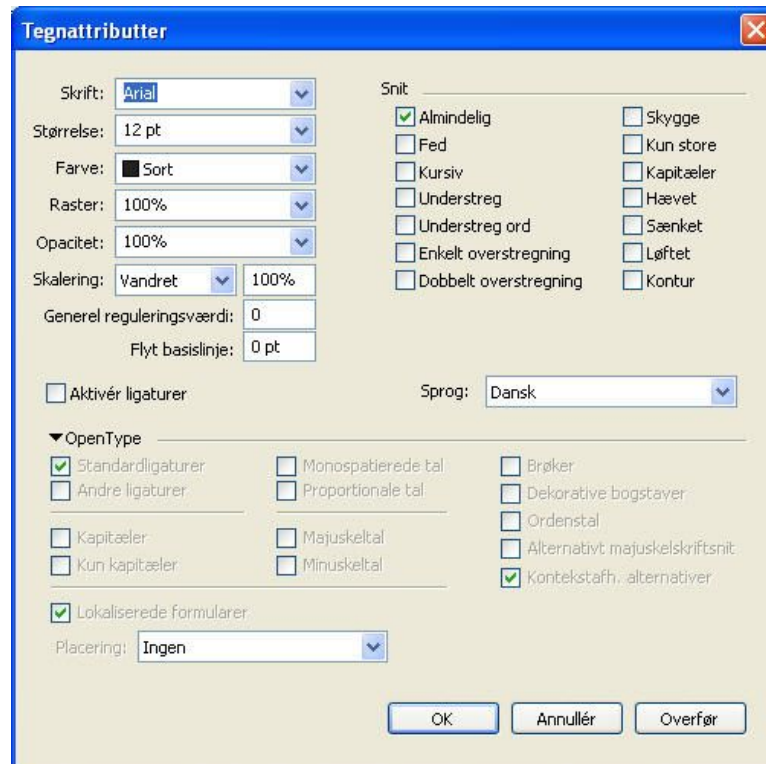 Tegnattributter
Skrift: Arial
Størrelse: 12 pt
Farve: Sort
Raster: 100%
Opacitet: 100%
Skalering: Vandret 100%
Generel reguleringsværdi: 0
Flyt basislinje: 0 pt
Snit
Almindelig
Fed
Kursiv
Understreg
Understreg ord
Enkelt overstregning
Dobbelt overstregning
Skygge
Kun store
Kapitæler
Hævet
Sænket
Løftet
Kontur
Aktivér ligaturer
Sprog: Dansk
OpenType
Standardligaturer
Andre ligaturer
Kapitæler
Kun kapitæler
Monospatierede tal
Proportionale tal
Majuskeltal
Minuskeltal
Brøker
Dekorative bogstaver
Ordenstal
Alternativt majuskelskriftsnit
Kontekstafh. alternativer
Lokaliserede formularer
Placering: Ingen
OK Annullér Overfør